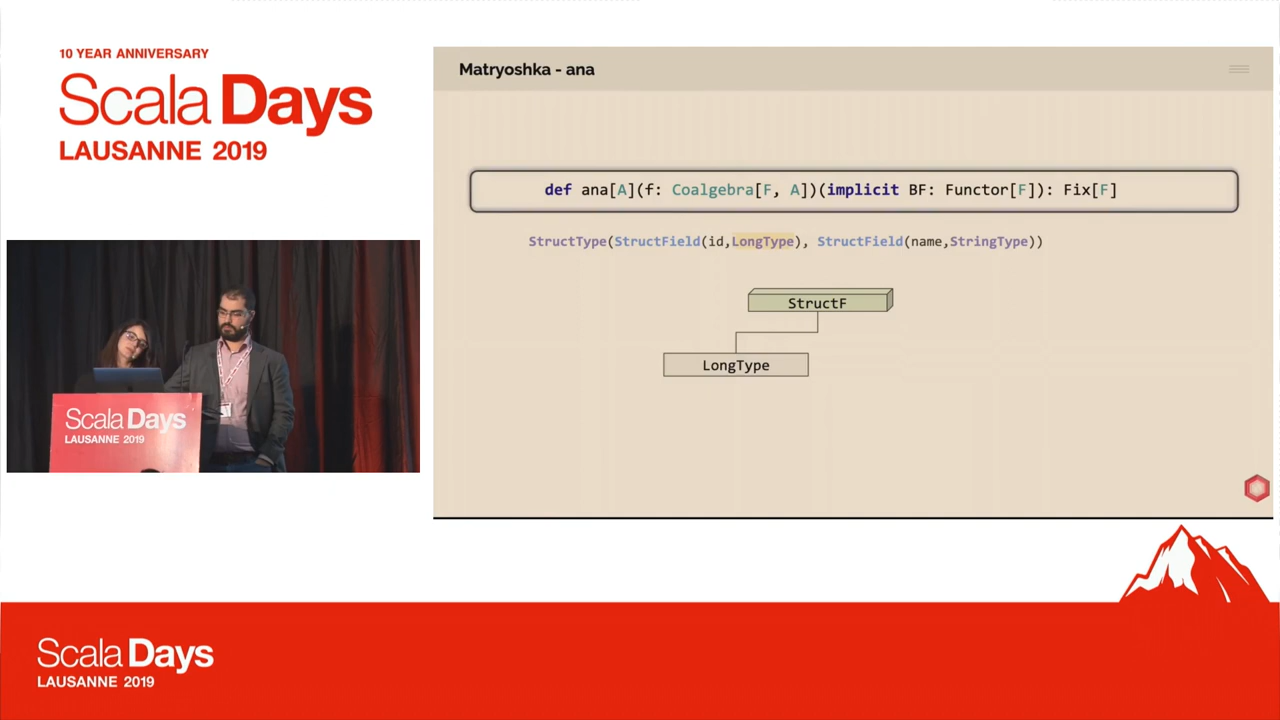 10 YEAR ANNIVERSARY
Scala Days
LAUSANNE 2019
Matryoshka - ana
def ana[A](f: Coalgebra[F, A])(implicit BF: Functor[F]): Fix[F]
StructType(StructField(id,LongType), StructField(name,StringType))
StructF
LongType
Scala Days
LAUSANNE 2019
Scala Days
LAUSANNE 2019